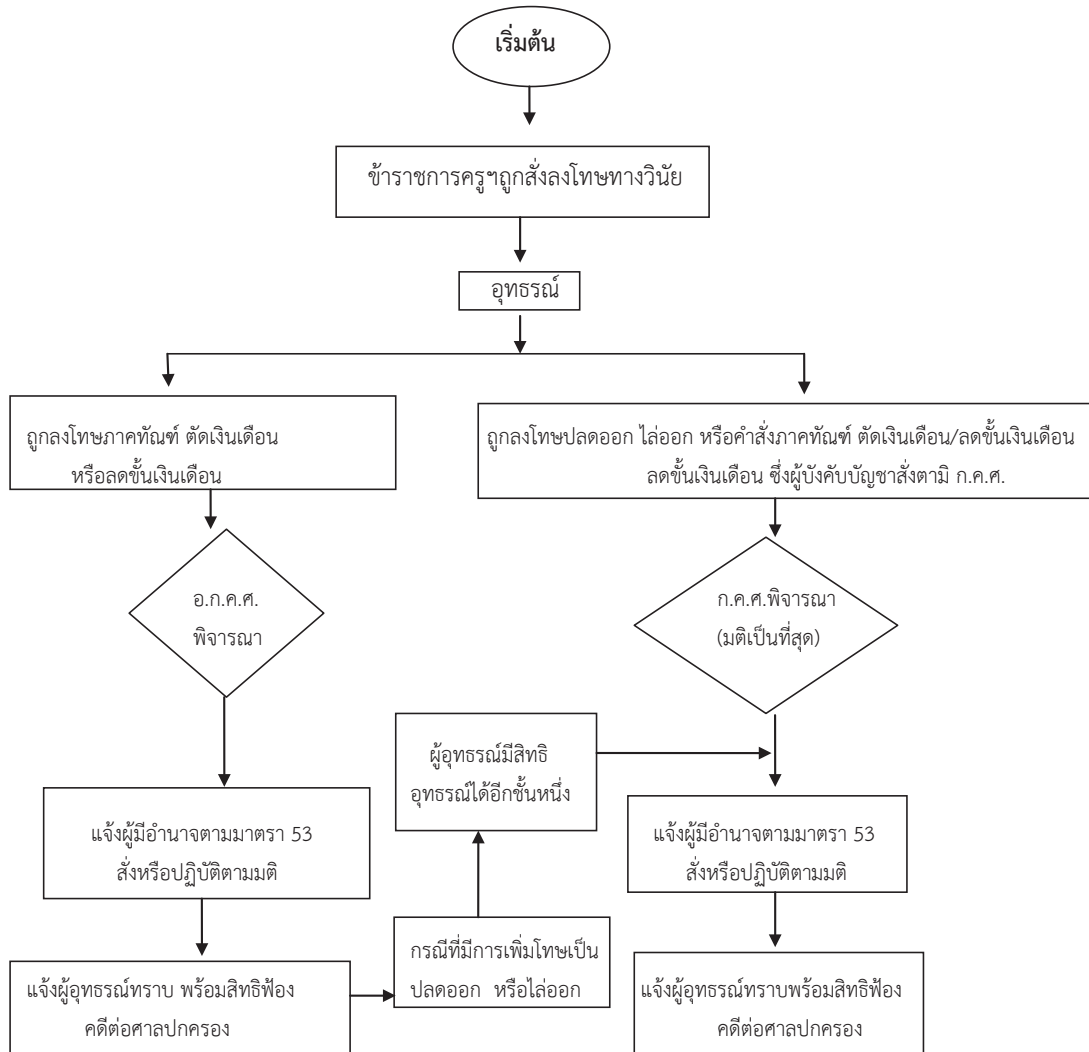 เริ่มต้น
ข้าราชการครูฯถูกสั่งลงโทษทางวินัย
อุทธรณ์
ถูกลงโทษภาคทัณฑ์ ตัดเงินเดือน
หรือลดขั้นเงินเดือน
ถูกลงโทษปลดออก ไล่ออก หรือคำสั่งภาคทัณฑ์ ตัดเงินเดือน/ลดขั้นเงินเดือน
ลดขั้นเงินเดือน ซึ่งผู้บังคับบัญชาสั่งตามิ ก.ค.ศ.
อ.ก.ค.ศ.
พิจารณา
ก.ค.ศ.พิจารณา
(มติเป็นที่สุด)
ผู้อุทธรณ์มีสิทธิ
อุทธรณ์ได้อีกชั้นหนึ่ง
แจ้งผู้มีอำนาจตามมาตรา 53
สั่งหรือปฏิบัติตามมติ
แจ้งผู้มีอำนาจตามมาตรา 53
สั่งหรือปฏิบัติตามมติ
กรณีที่มีการเพิ่มโทษเป็น
ปลดออก หรือไล่ออก
แจ้งผู้อุทธรณ์ทราบ พร้อมสิทธิฟ้อง
คดีต่อศาลปกครอง
แจ้งผู้อุทธรณ์ทราบพร้อมสิทธิฟ้อง
คดีต่อศาลปกครอง